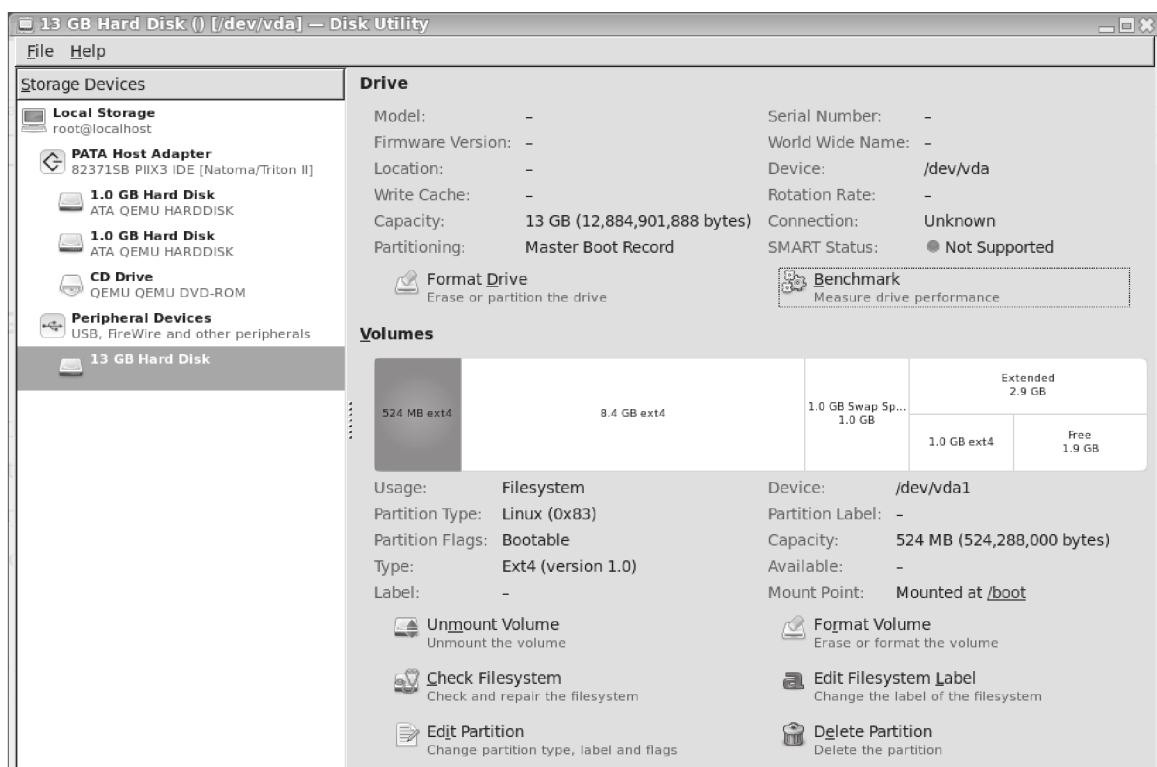 13 GB Hard Disk () [/dev/vda] — Disk Utility
File Help
Storage Devices
Local Storage
root@localhost
PATA Host Adapter
82371SB PIIX3 IDE [Natoma/Triton II]
1.0 GB Hard Disk
ATA QEMU HARDDISK
1.0 GB Hard Disk
ATA QEMU HARDDISK
CD Drive
QEMU QEMU DVD-ROM
Peripheral Devices
USB, FireWire and other peripherals
13 GB Hard Disk
Drive
Model: –
Serial Number: –
Firmware Version: –
World Wide Name: –
Location: –
Device: /dev/vda
Write Cache: –
Rotation Rate: –
Capacity: 13 GB (12,884,901,888 bytes)
Connection: Unknown
Partitioning: Master Boot Record
SMART Status: Not Supported
Format Drive
Erase or partition the drive
Benchmark
Measure drive performance
Volumes
524 MB ext4
8.4 GB ext4
1.0 GB Swap Sp...
1.0 GB
Extended
2.9 GB
1.0 GB ext4
Free
1.9 GB
Usage: Filesystem
Device: /dev/vda1
Partition Type: Linux (0x83)
Partition Label: –
Partition Flags: Bootable
Capacity: 524 MB (524,288,000 bytes)
Type: Ext4 (version 1.0)
Available: –
Label: –
Mount Point: Mounted at /boot
Unmount Volume
Unmount the volume
Format Volume
Erase or format the volume
Check Filesystem
Check and repair the filesystem
Edit Filesystem Label
Change the label of the filesystem
Edit Partition
Change partition type, label and flags
Delete Partition
Delete the partition